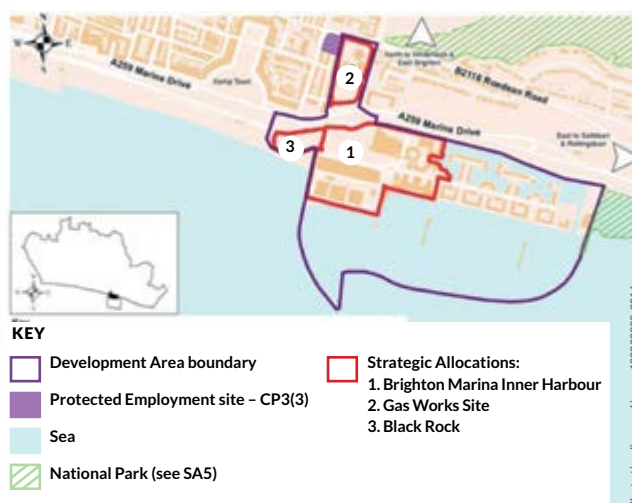 N
W E
S
A259 Marine Drive
Kemp Town
North to Woodingdean &
East Brighton
B2118 Roedean Road
2
A259 Marine Drive
3
1
East to Saltdean
& Rottingdean
KEY
Development Area boundary
Protected Employment site – CP3(3)
Sea
National Park (see SA5)
Strategic Allocations:
1. Brighton Marina Inner Harbour
2. Gas Works Site
3. Black Rock